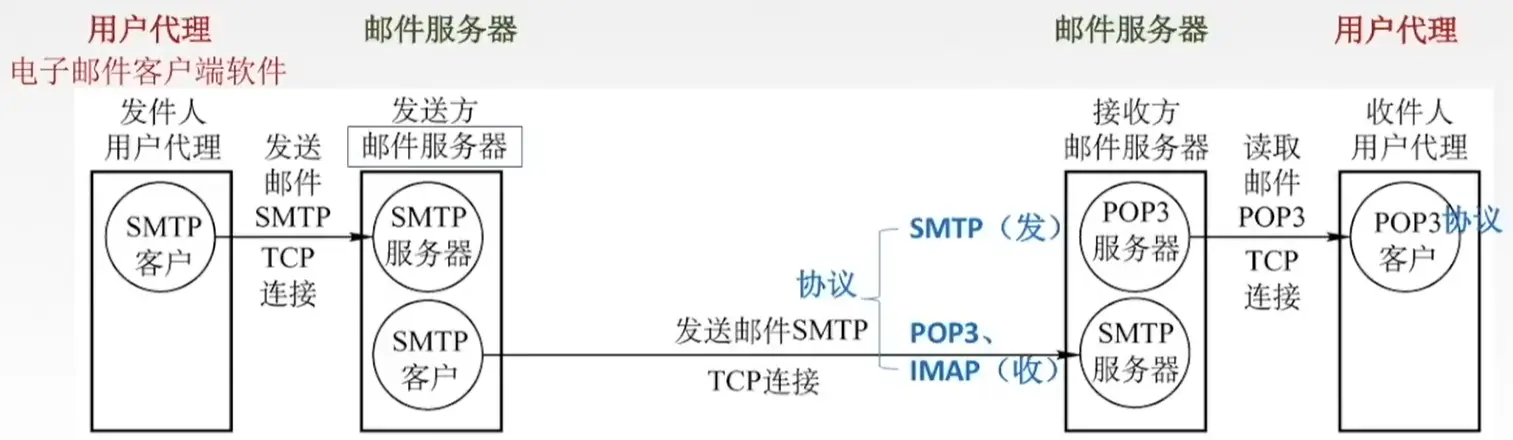 用户代理
邮件服务器
邮件服务器
用户代理
电子邮件客户端软件
发件人
用户代理
发送
邮件
SMTP
TCP
连接
SMTP
客户
发送方
邮件服务器
SMTP
服务器
SMTP
客户
发送邮件SMTP
TCP连接
协议
SMTP（发）
POP3、
IMAP（收）
接收方
邮件服务器
POP3
服务器
SMTP
服务器
读取
邮件
POP3
TCP
连接
收件人
用户代理
POP3
客户
协议